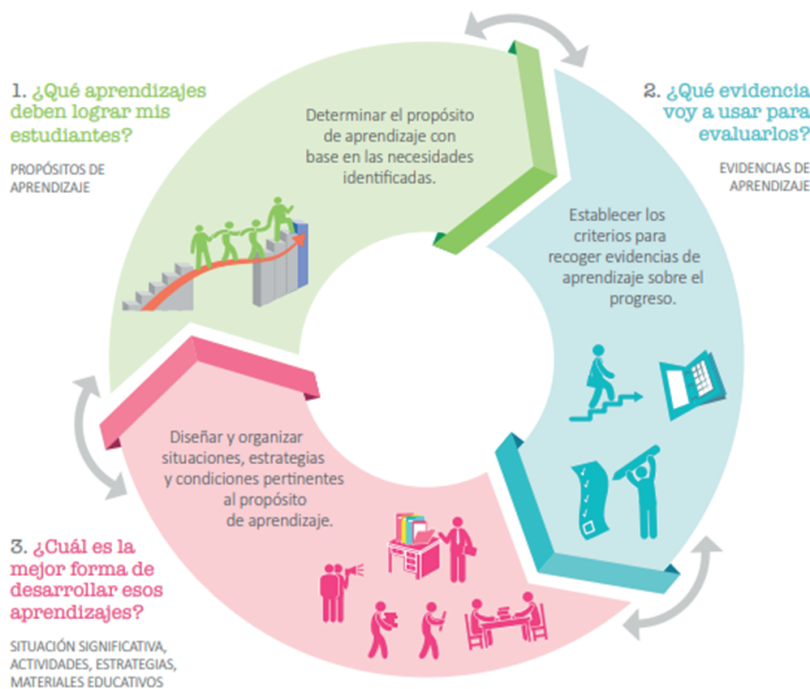 1. ¿Qué aprendizajes
deben lograr mis
estudiantes?
PROPÓSITOS DE
APRENDIZAJE
Determinar el propósito
de aprendizaje con
base en las necesidades
identificadas.
2. ¿Qué evidencia
voy a usar para
evaluarlos?
EVIDENCIAS DE
APRENDIZAJE
Establecer los
criterios para
recoger evidencias de
aprendizaje sobre el
progreso.
Diseñar y organizar
situaciones, estrategias
y condiciones pertinentes
al propósito
de aprendizaje.
3. ¿Cuál es la
mejor forma de
desarrollar esos
aprendizajes?
SITUACIÓN SIGNIFICATIVA,
ACTIVIDADES, ESTRATEGIAS,
MATERIALES EDUCATIVOS